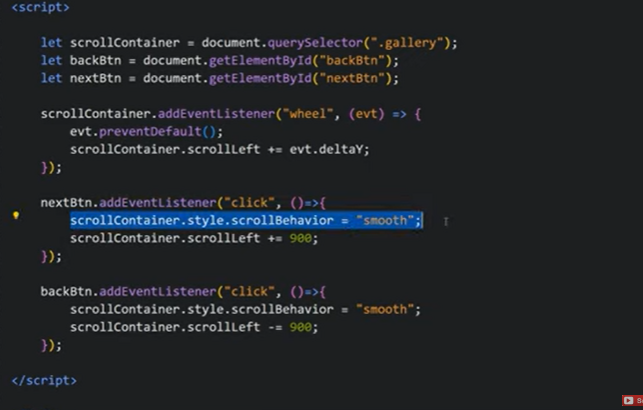 <script>
let scrollContainer = document.querySelector(".gallery");
let backBtn = document.getElementById("backBtn");
let nextBtn = document.getElementById("nextBtn");
scrollContainer.addEventListener("wheel", (evt) => {
evt.preventDefault();
scrollContainer.scrollLeft += evt.deltaY;
});
nextBtn.addEventListener("click", ()=>{
scrollContainer.style.scrollBehavior = "smooth";
scrollContainer.scrollLeft += 900;
});
backBtn.addEventListener("click", ()=>{
scrollContainer.style.scrollBehavior = "smooth";
scrollContainer.scrollLeft -= 900;
});
</script>